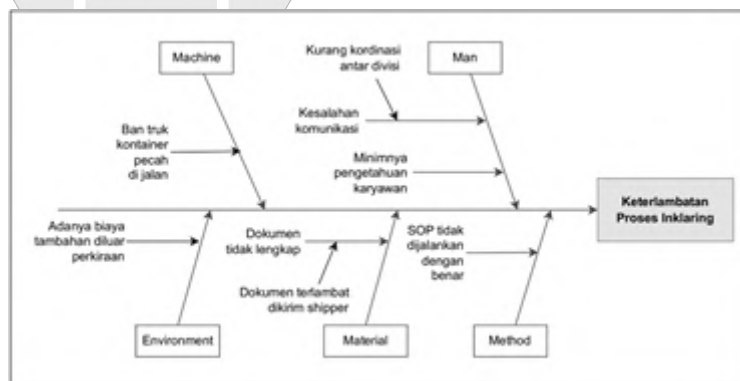 Machine
Man
Kurang kordinasi
antar divisi
Kesalahan
komunikasi
Ban truk
kontainer
pecah
di jalan
Minimnya
pengetahuan
karyawan
Keterlambatan
Proses Inklaring
Adanya biaya
tambahan diluar
perkiraan
Dokumen
tidak lengkap
Dokumen terlambat
dikirim shipper
SOP tidak
dijalankan
dengan
benar
Environment
Material
Method